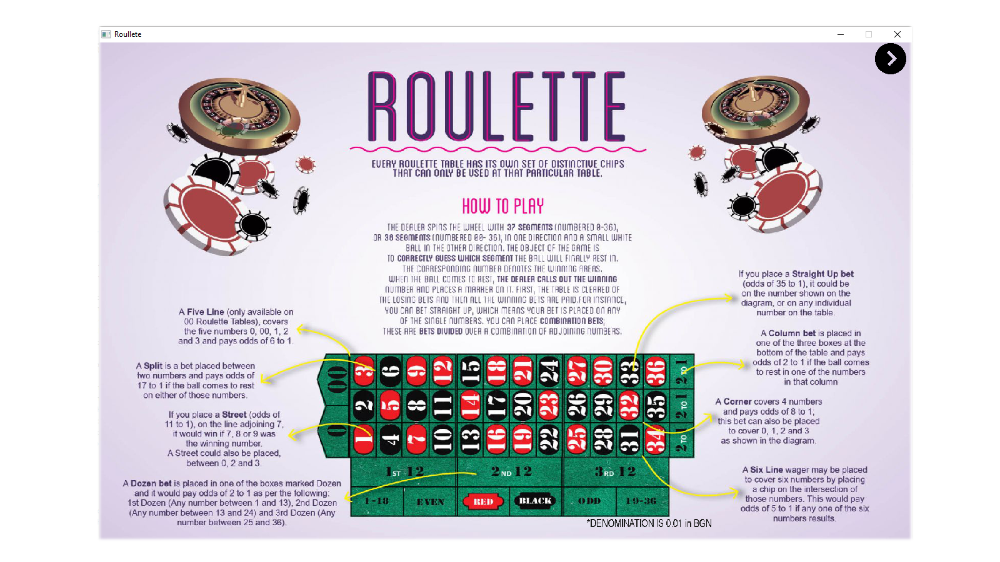 Roullete
ROULETTE
EVERY ROULETTE TABLE HAS ITS OWN SET OF DISTINCTIVE CHIPS
THAT CAN ONLY BE USED AT THAT PARTICULAR TABLE.
HOW TO PLAY
THE DEALER SPINS THE WHEEL WITH 37 SEGMENTS (NUMBERED 0-36),
OR 38 SEGMENTS (NUMBERED 00- 36), IN ONE DIRECTION AND A SMALL WHITE
BALL IN THE OTHER DIRECTION. THE OBJECT OF THE GAME IS
TO CORRECTLY GUESS WHICH SEGMENT THE BALL WILL FINALLY REST IN.
THE CORRESPONDING NUMBER DENOTES THE WINNING AREAS.
WHEN THE BALL COMES TO REST, THE DEALER CALLS OUT THE WINNING
NUMBER AND PLACES A MARKER ON IT. FIRST, THE TABLE IS CLEARED OF
THE LOSING BETS AND THEN ALL THE WINNING BETS ARE PAID.FOR INSTANCE,
YOU CAN BET STRAIGHT UP, WHICH MEANS YOUR BET IS PLACED ON ANY
OF THE SINGLE NUMBERS. YOU CAN PLACE COMBINATION BETS;
THESE ARE BETS DIVIDED OVER A COMBINATION OF ADJOINING NUMBERS.
A Five Line (only available on
00 Roulette Tables), covers
the five numbers 0, 00, 1, 2
and 3 and pays odds of 6 to 1.
A Split is a bet placed between
two numbers and pays odds of
17 to 1 if the ball comes to rest
on either of those numbers.
If you place a Street (odds of
11 to 1), on the line adjoining 7,
it would win if 7, 8 or 9 was
the winning number.
A Street could also be placed,
between 0, 2 and 3.
A Dozen bet is placed in one of the boxes marked Dozen
and it would pay odds of 2 to 1 as per the following:
1st Dozen (Any number between 1 and 13), 2nd Dozen
(Any number between 13 and 24) and 3rd Dozen (Any
number between 25 and 36).
If you place a Straight Up bet
(odds of 35 to 1), it could be
on the number shown on the
diagram, or on any individual
number on the table.
A Column bet is placed in
one of the three boxes at the
bottom of the table and pays
odds of 2 to 1 if the ball comes
to rest in one of the numbers
in that column
A Corner covers 4 numbers
and pays odds of 8 to 1;
this bet can also be placed
to cover 0, 1, 2 and 3
as shown in the diagram.
A Six Line wager may be placed
to cover six numbers by placing
a chip on the intersection of
those numbers. This would pay
odds of 5 to 1 if any one of the six
numbers results.
00 3 6 9 12 15 18 21 24 27 30 33 36 2 TO 1
2 5 8 11 14 17 20 23 26 29 32 35 2 TO 1
0 1 4 7 10 13 16 19 22 25 28 31 34 2 TO 1
1ST 12 2ND 12 3RD 12
1-18 EVEN RED BLACK ODD 19-36
*DENOMINATION IS 0.01 in BGN